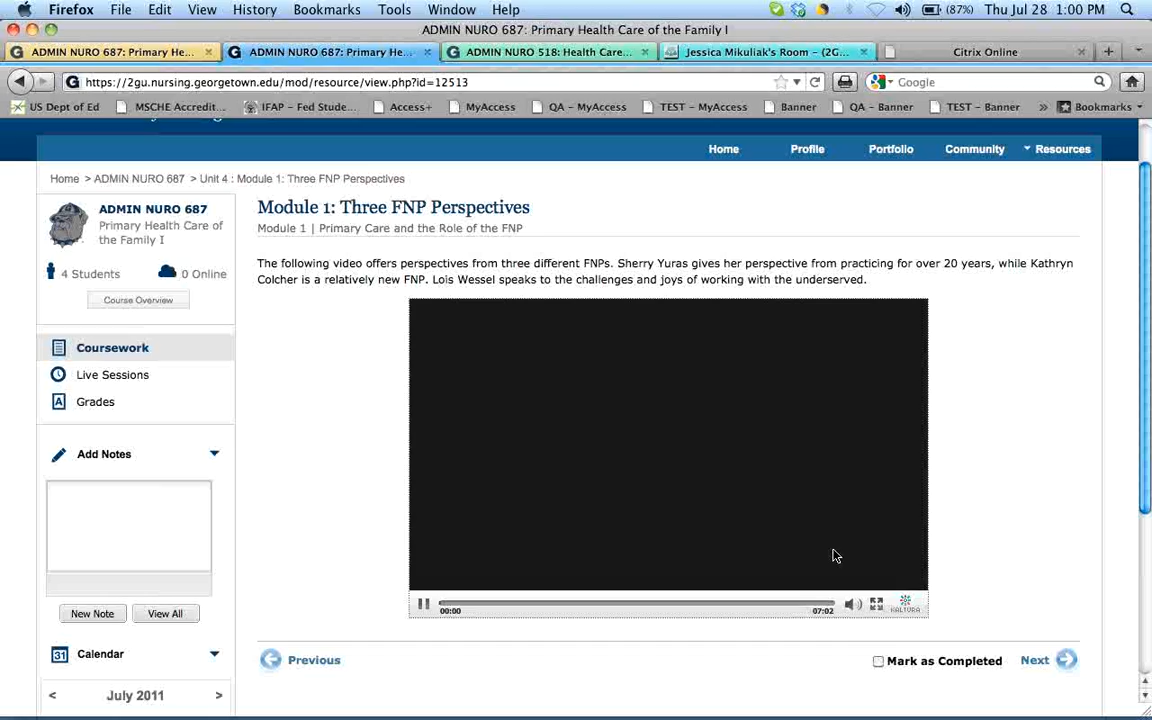 Firefox File Edit View History Bookmarks Tools Window Help (87%) Thu Jul 28 1:00 PM
ADMIN NURO 687: Primary Health Care of the Family I
ADMIN NURO 687: Primary He... ADMIN NURO 687: Primary He... ADMIN NURO 518: Health Care... Jessica Mikuliak's Room – (2G... Citrix Online
https://2gu.nursing.georgetown.edu/mod/resource/view.php?id=12513 Google
US Dept of Ed MSCHE Accredit... IFAP – Fed Stude... Access+ MyAccess QA – MyAccess TEST – MyAccess Banner QA – Banner TEST – Banner » Bookmarks
Home Profile Portfolio Community Resources
Home > ADMIN NURO 687 > Unit 4 : Module 1: Three FNP Perspectives
ADMIN NURO 687
Primary Health Care of
the Family I
4 Students 0 Online
Course Overview
Coursework
Live Sessions
A Grades
Add Notes
New Note View All
31 Calendar
< July 2011 >
Module 1: Three FNP Perspectives
Module 1 | Primary Care and the Role of the FNP
The following video offers perspectives from three different FNPs. Sherry Yuras gives her perspective from practicing for over 20 years, while Kathryn
Colcher is a relatively new FNP. Lois Wessel speaks to the challenges and joys of working with the underserved.
00:00 07:02 KALTURA
Previous Mark as Completed Next